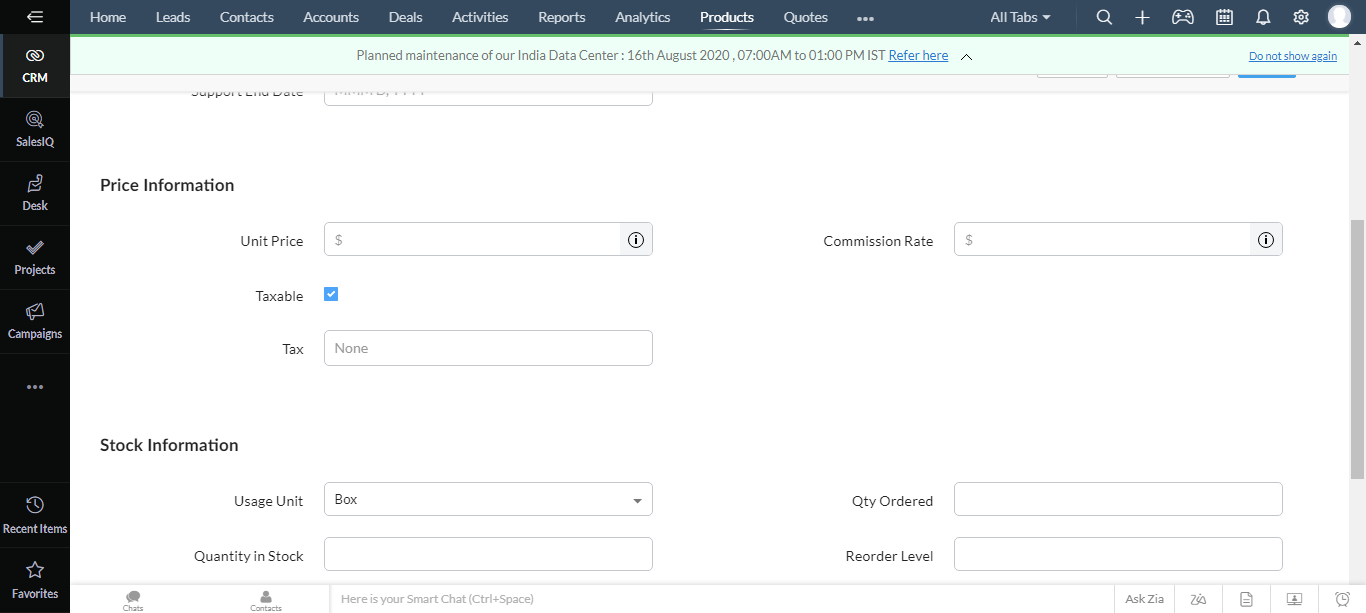 Home Leads Contacts Accounts Deals Activities Reports Analytics Products Quotes All Tabs
Planned maintenance of our India Data Center : 16th August 2020 , 07:00AM to 01:00 PM IST Refer here Do not show again
CRM
SalesIQ
Desk
Projects
Campaigns
Recent Items
Favorites
Support End Date
Price Information
Unit Price $ Commission Rate $
Taxable
Tax None
Stock Information
Usage Unit Box Qty Ordered
Quantity in Stock Reorder Level
Chats Contacts Here is your Smart Chat (Ctrl+Space) Ask Zia